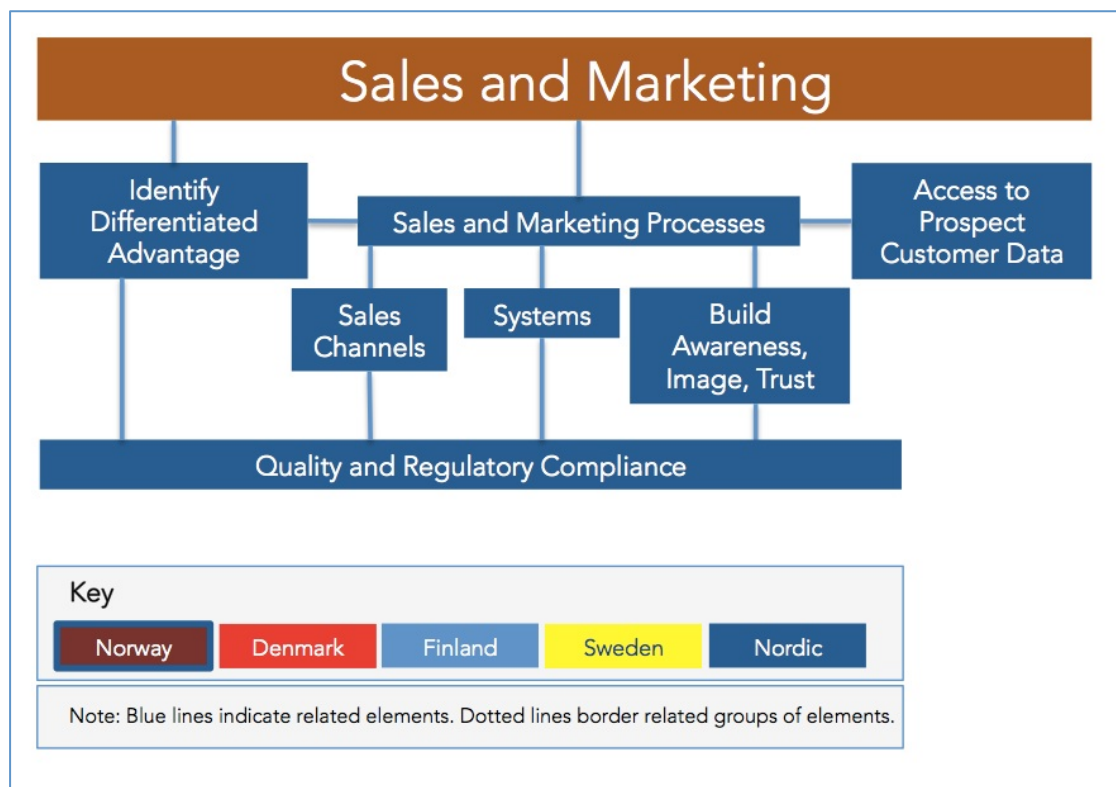 Sales and Marketing
Identify
Differentiated
Advantage
Sales and Marketing Processes
Access to
Prospect
Customer Data
Sales
Channels
Systems
Build
Awareness,
Image, Trust
Quality and Regulatory Compliance
Key
Norway
Denmark
Finland
Sweden
Nordic
Note: Blue lines indicate related elements. Dotted lines border related groups of elements.